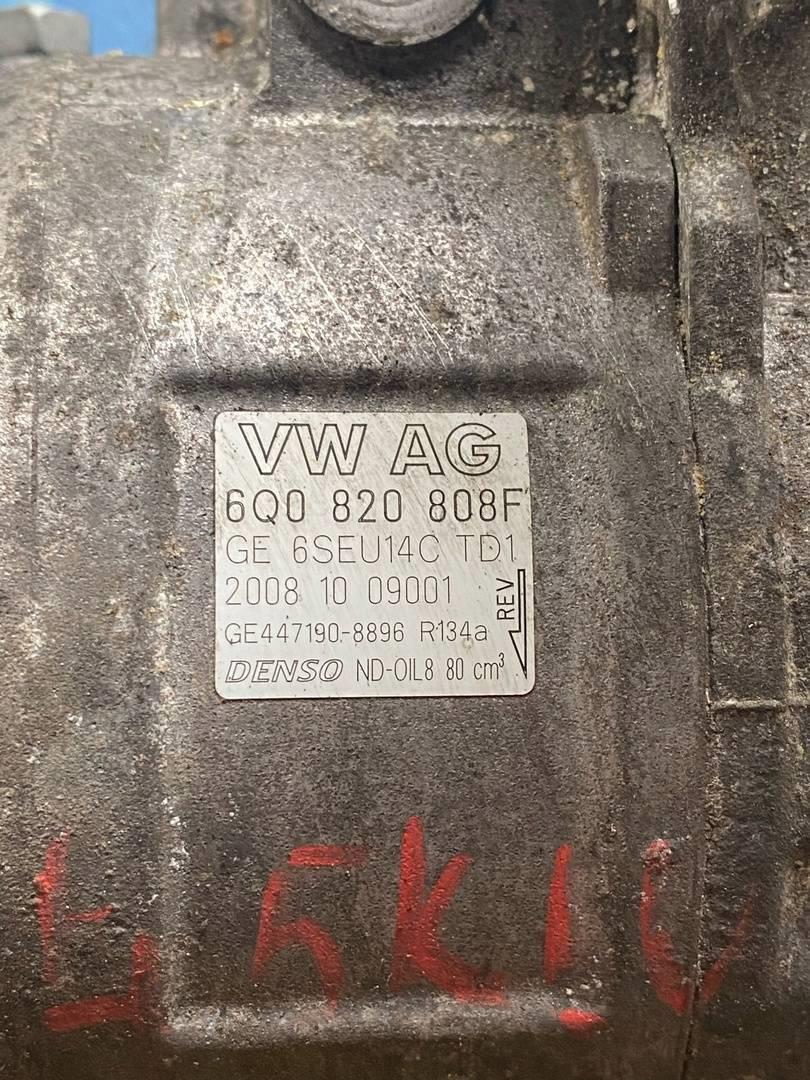 VW AG
6Q0 820 808F
GE 6SEU14C TD1
2008 10 09001
REV
GE447190-8896 R134a
DENSO ND-OIL8 80 cm³